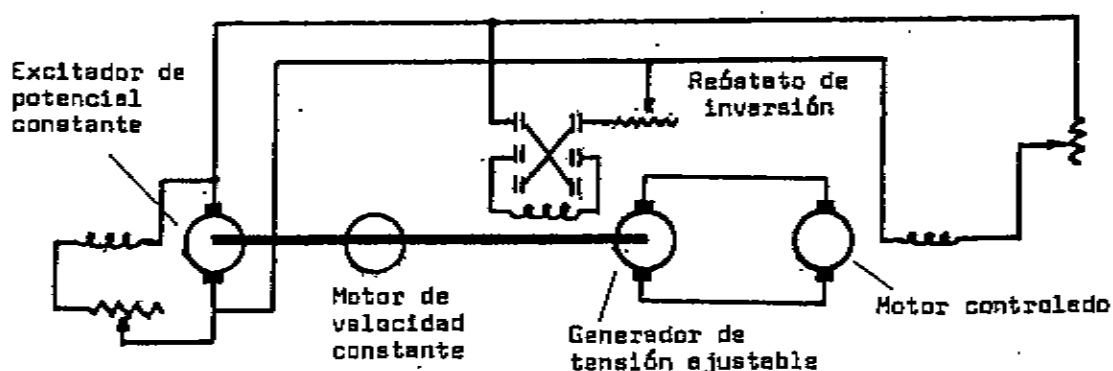 Excitador de
potencial
constante
Reóstato de
inversión
Motor de
velocidad
constante
Generador de
tensión ajustable
Motor controlado